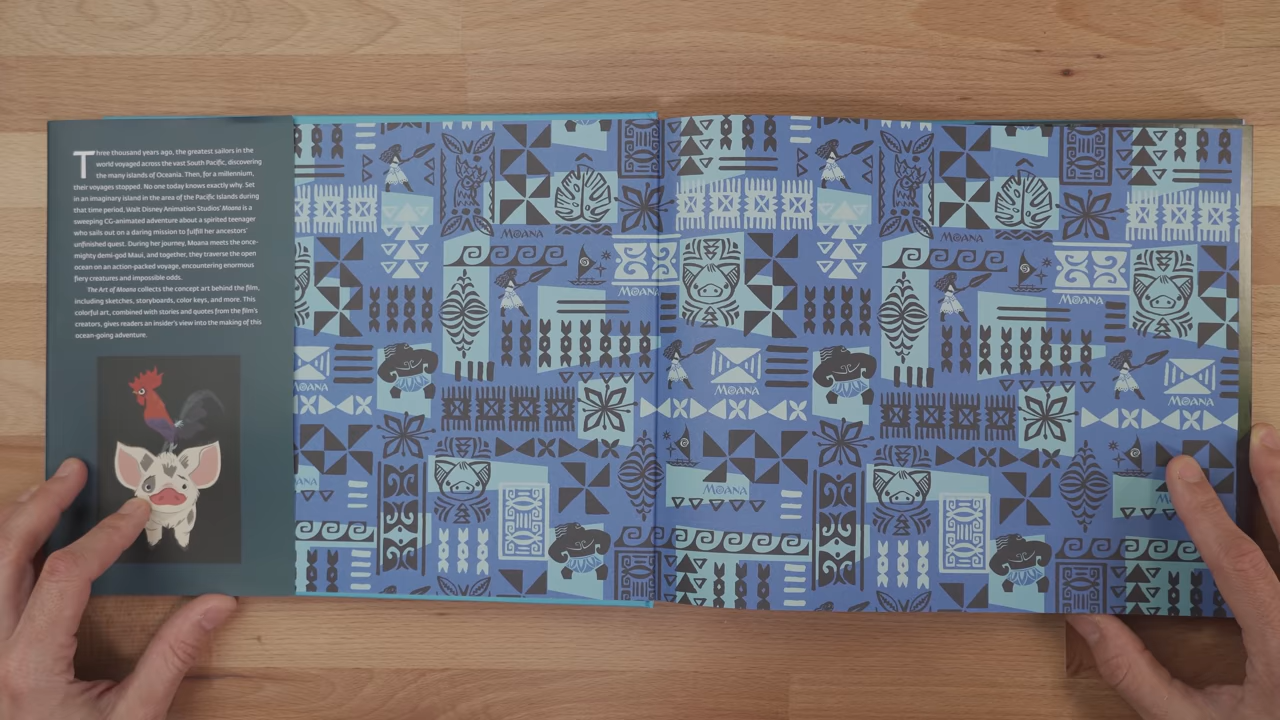 Three thousand years ago, the greatest sailors in the
world voyaged across the vast South Pacific, discovering
the many islands of Oceania. Then, for a millennium,
their voyages stopped. No one today knows exactly why. Set
in an imaginary island in the area of the Pacific Islands during
that time period, Walt Disney Animation Studios' Moana is a
sweeping CG-animated adventure about a spirited teenager
who sails out on a daring mission to fulfill her ancestors'
unfinished quest. During her journey, Moana meets the once-
mighty demi-god Maui, and together, they traverse the open
ocean on an action-packed voyage, encountering enormous
fiery creatures and impossible odds.
The Art of Moana collects the concept art behind the film,
including sketches, storyboards, color keys, and more. This
colorful art, combined with stories and quotes from the film's
creators, gives readers an insider's view into the making of this
ocean-going adventure.
MOANA
MOANA
MOANA
MOANA
MOANA
MOANA
MOANA
MOANA